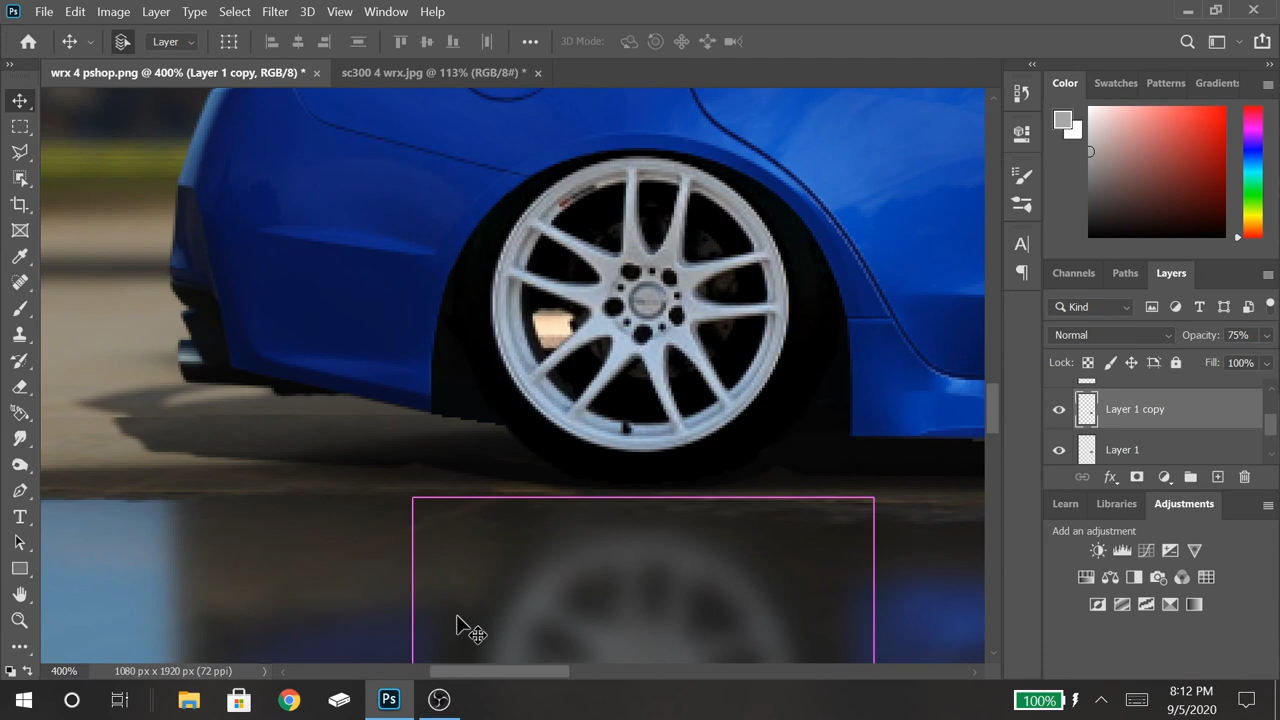 Ps File Edit Image Layer Type Select Filter 3D View Window Help
Layer 3D Mode:
wrx 4 pshop.png @ 400% (Layer 1 copy, RGB/8) * × sc300 4 wrx.jpg @ 113% (RGB/8#) * ×
Color Swatches Patterns Gradients
Channels Paths Layers
Kind
Normal Opacity: 75%
Lock: Fill: 100%
Layer 1 copy
Layer 1
fx
Learn Libraries Adjustments
Add an adjustment
400% 1080 px x 1920 px (72 ppi)
Ps 100% 8:12 PM
9/5/2020